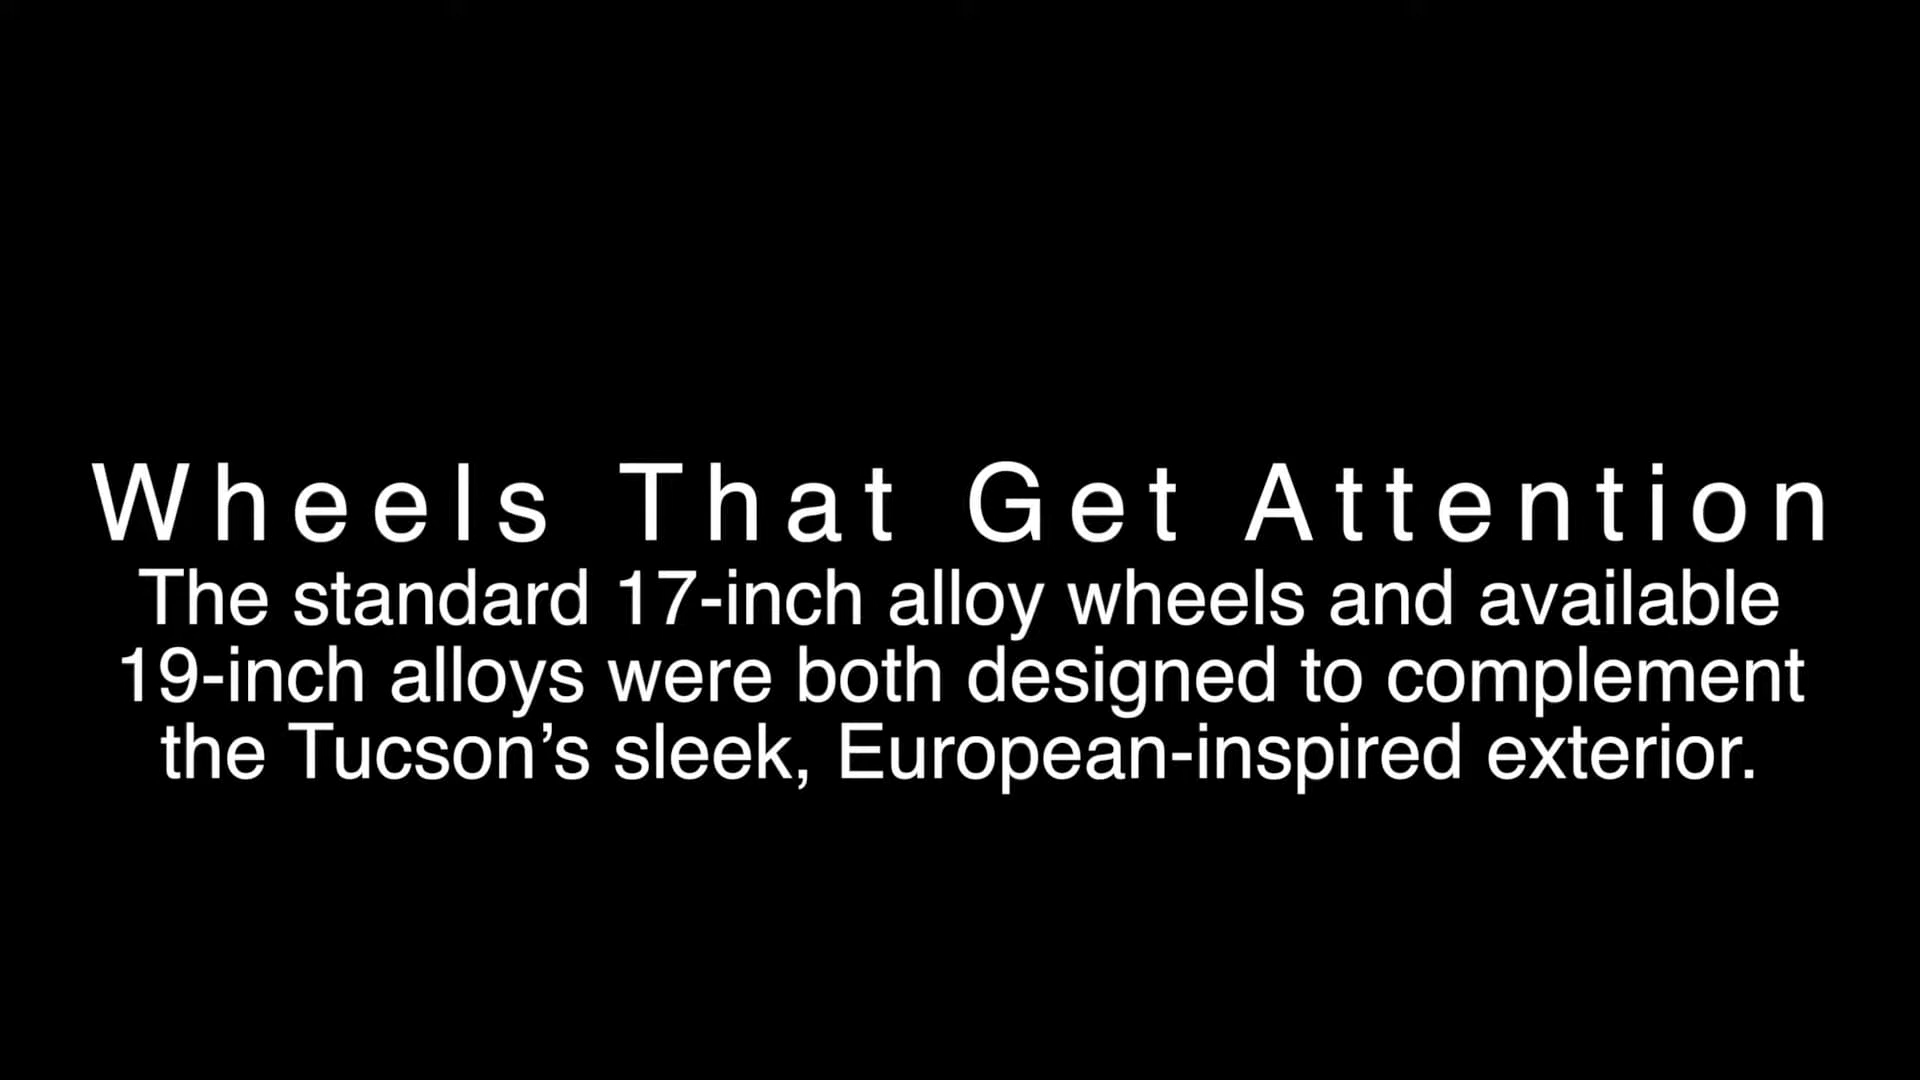 Wheels That Get Attention
The standard 17-inch alloy wheels and available
19-inch alloys were both designed to complement
the Tucson’s sleek, European-inspired exterior.